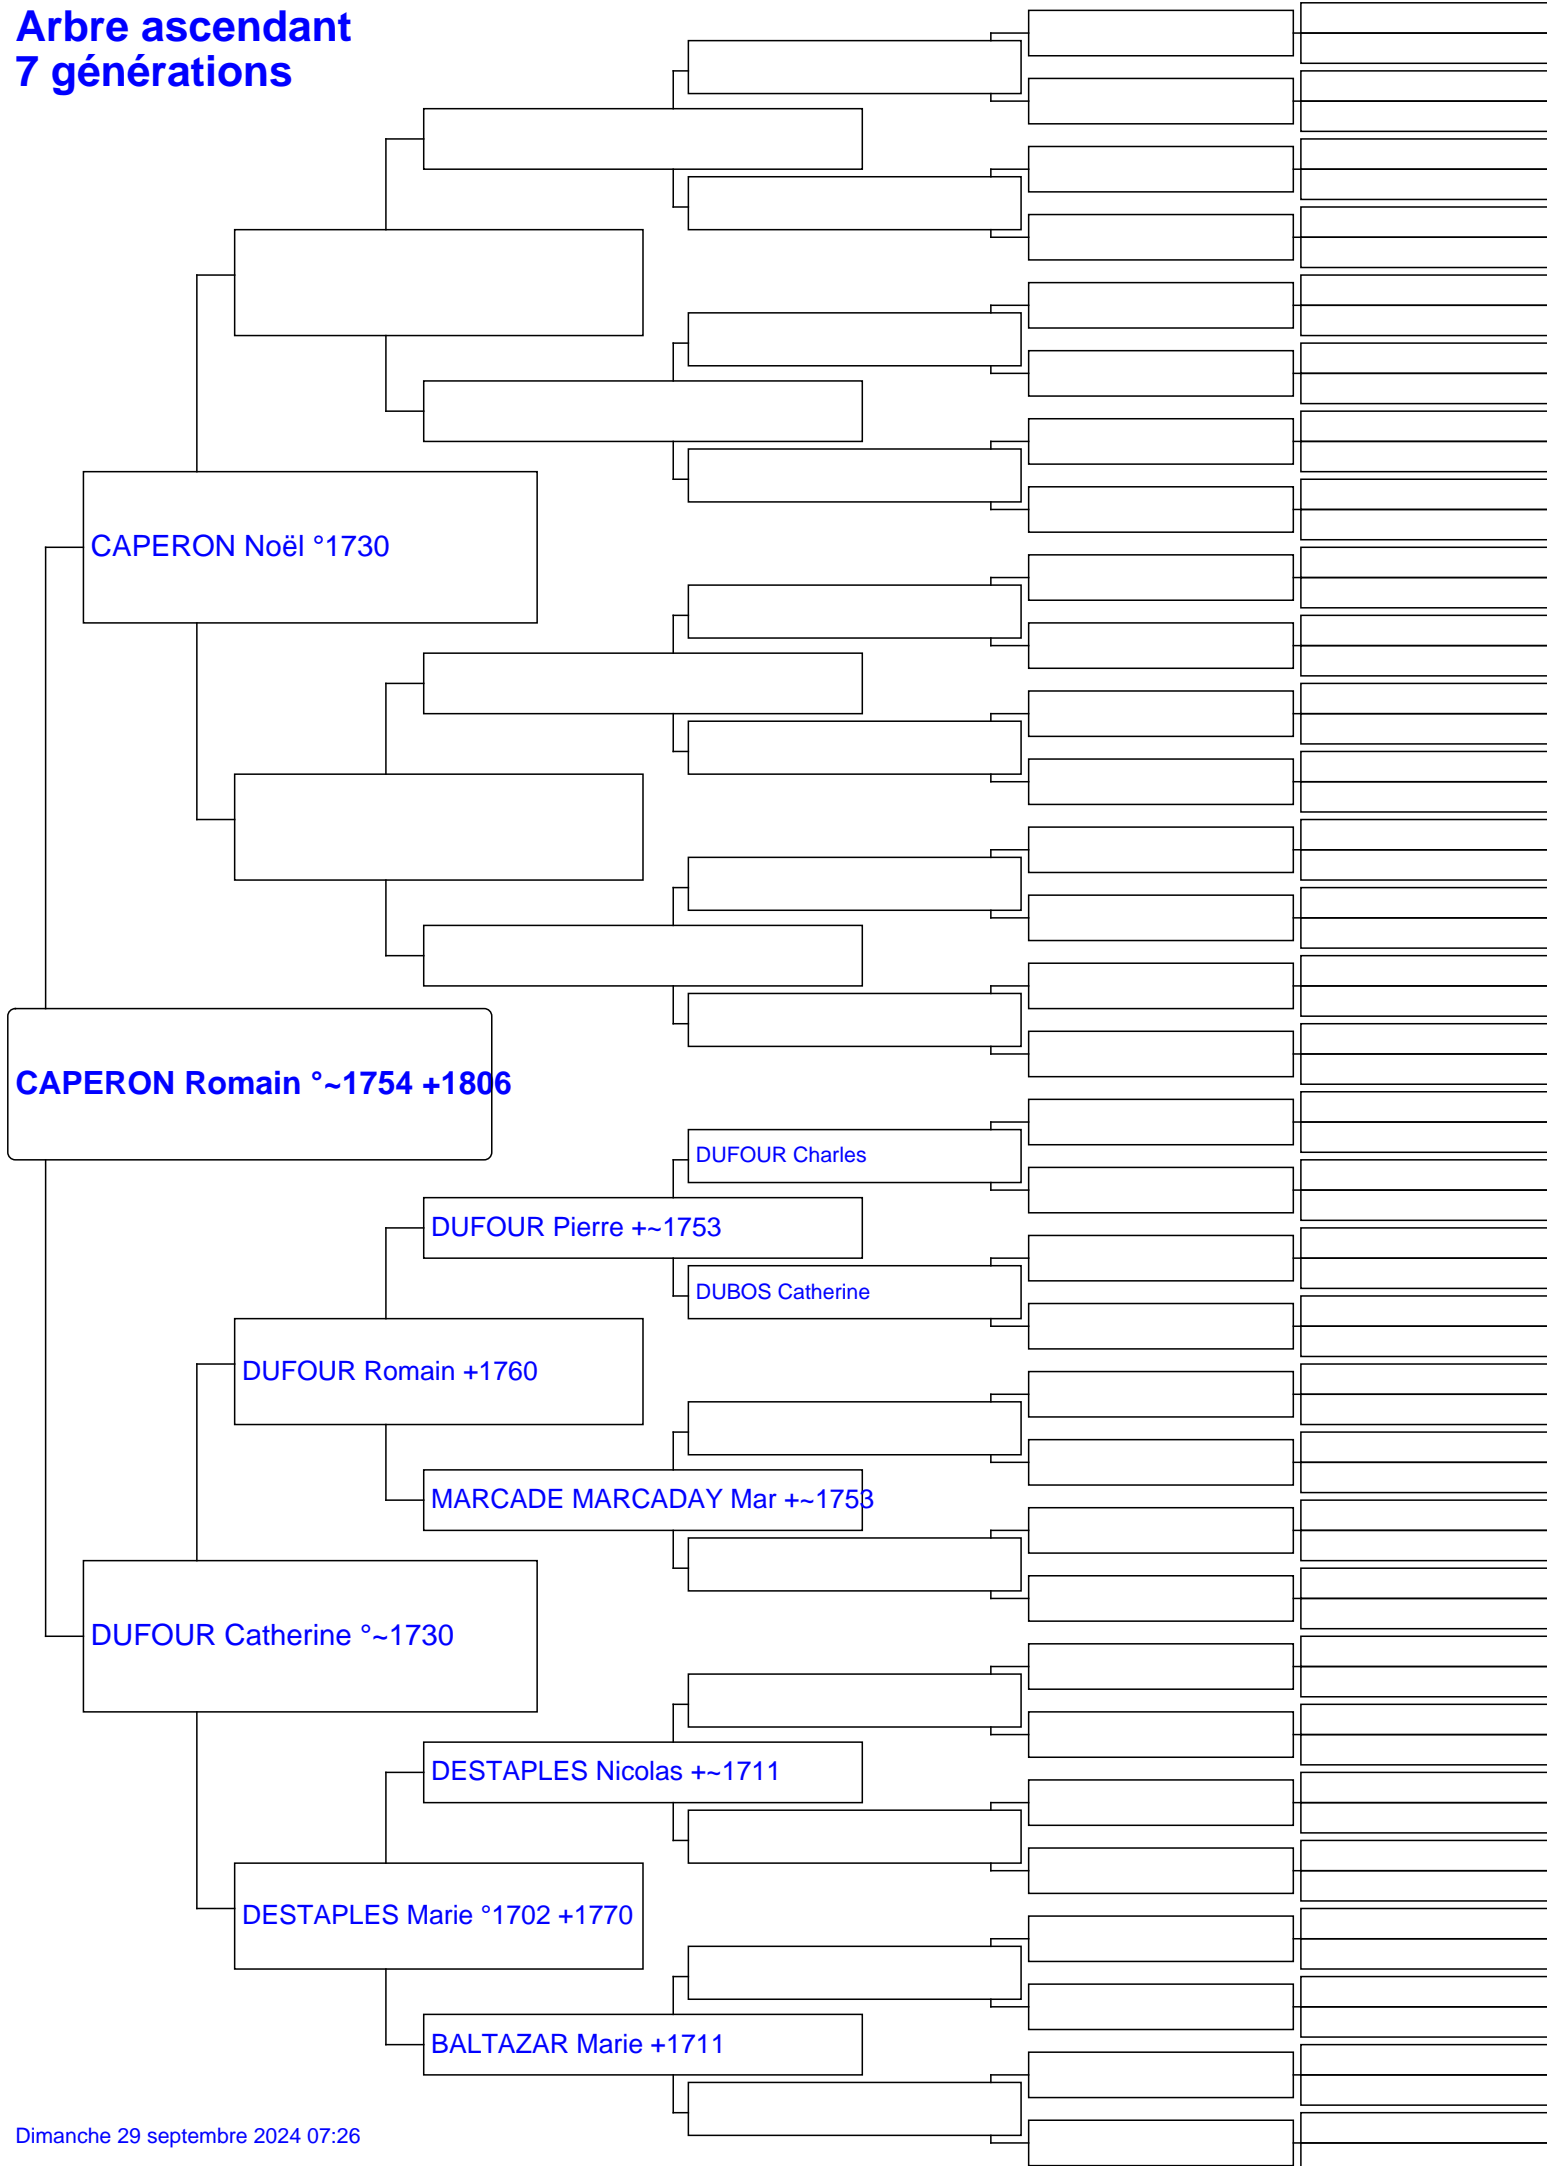 Arbre ascendant
7 générations
CAPERON Noël °1730
CAPERON Romain °~1754 +1806
DUFOUR Charles
DUFOUR Pierre +~1753
DUBOS Catherine
DUFOUR Romain +1760
MARCADE MARCADAY Mar +~1753
DUFOUR Catherine °~1730
DESTAPLES Nicolas +~1711
DESTAPLES Marie °1702 +1770
BALTAZAR Marie +1711
Dimanche 29 septembre 2024 07:26